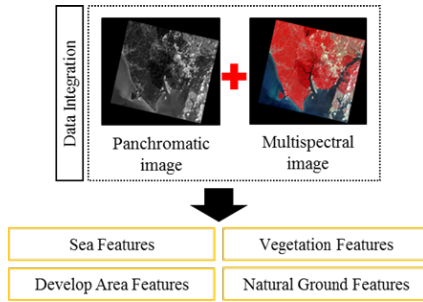 Data Integration
Panchromatic
image
Multispectral
image
Sea Features
Vegetation Features
Develop Area Features
Natural Ground Features